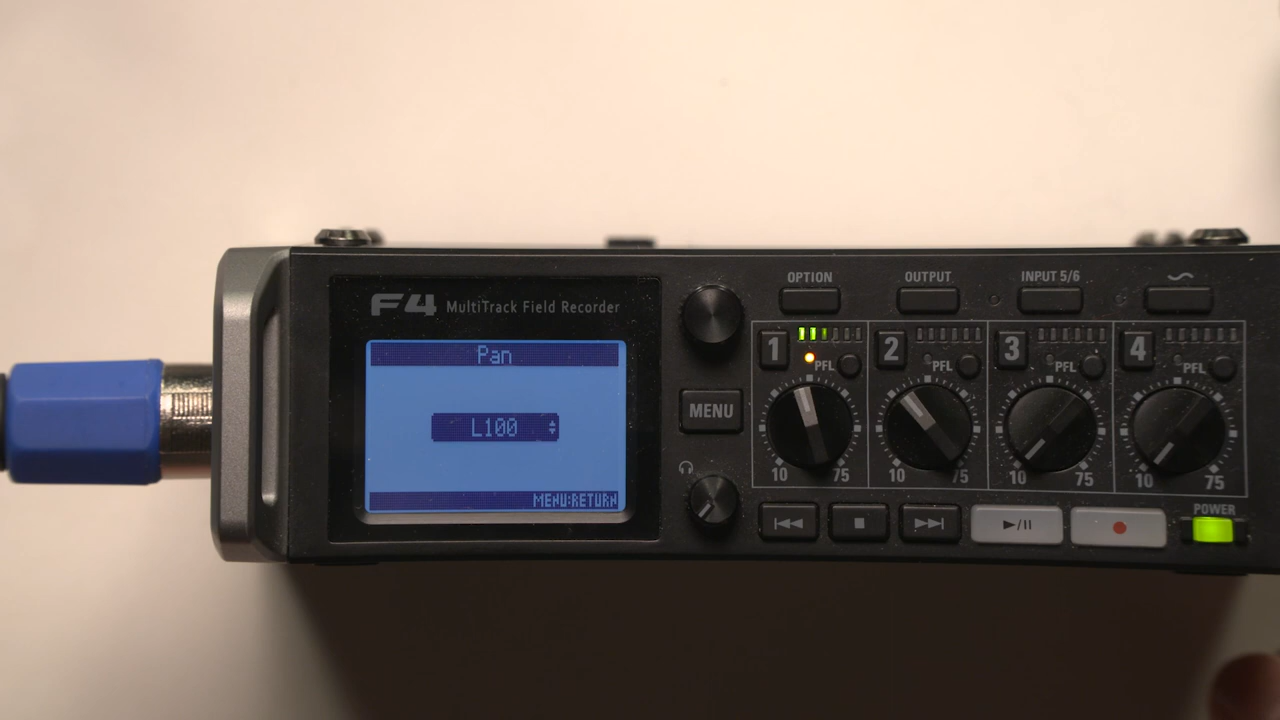 F4 MultiTrack Field Recorder
Pan
L100
MENU:RETURN
MENU
OPTION
OUTPUT
INPUT 5/6
1
PFL
2
PFL
3
PFL
4
PFL
10
75
10
75
10
75
10
75
POWER